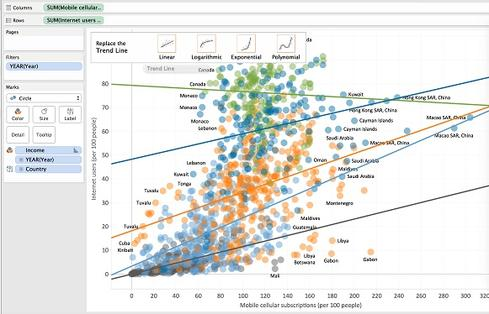 Columns SUM(Mobile cellular..
Rows SUM(Internet users ..
Pages
Filters
YEAR(Year)
Marks
Circle
Color Size Label
Detail Tooltip
Income
YEAR(Year)
Country
Replace the
Trend Line
Linear Logarithmic Exponential Polynomial
Trend Line
Canada
Canada
Monaco
Monaco
Monaco
Lebanon
Kuwait
Hong Kong SAR, China
Hong Kong SAR, China
Cayman Islands
Cayman Islands
Macao SAR, China
Macao SAR, China
Macao SAR, China
Saudi Arabia
Saudi Arabia
Saudi Arabia
Lebanon
Oman
Kuwait
Maldives
Tonga
Tuvalu
Tuvalu
Montenegro
Maldives
Tuvalu
Guatemala
Cuba
Kiribati
Libya
Libya
Botswana
Gabon
Gabon
Mali
80
70
60
50
40
30
20
10
0
0 20 40 60 80 100 120 140 160 180 200 220 240 260 280 300
Internet users (per 100 people)
Mobile cellular subscriptions (per 100 people)